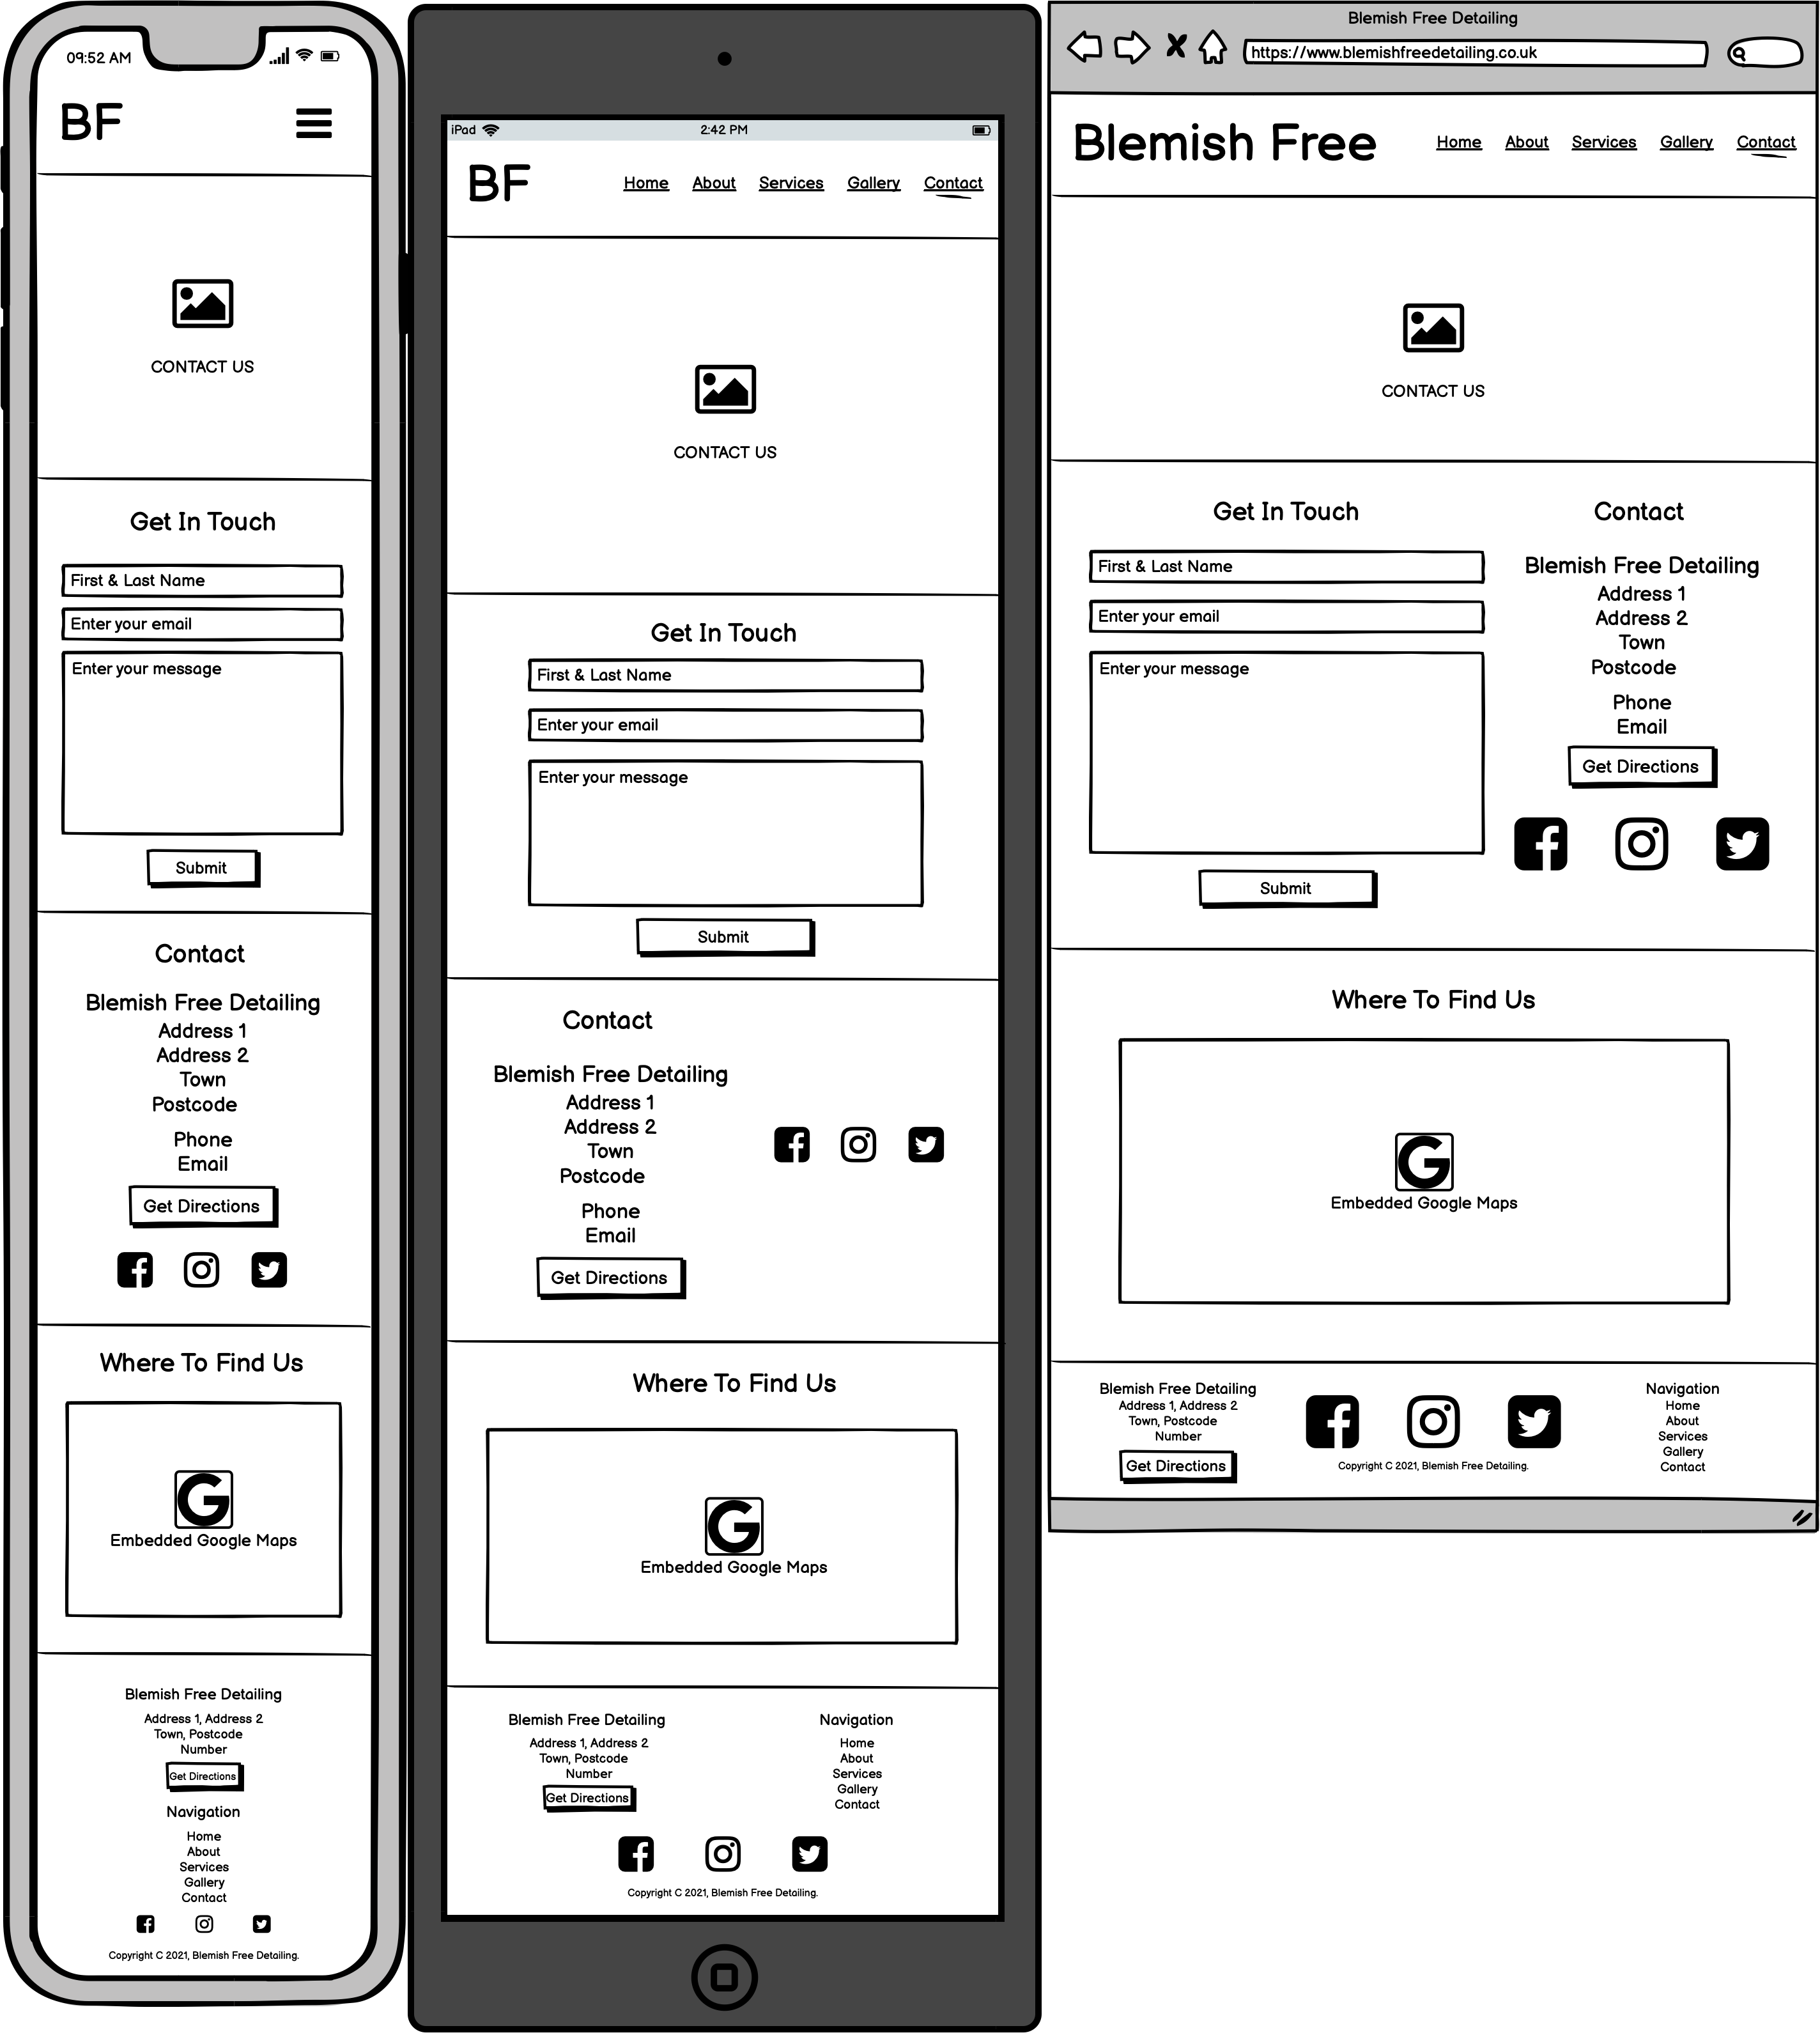 09:52 AM
BF
CONTACT US
Get In Touch
First & Last Name
Enter your email
Enter your message
Submit
Contact
Blemish Free Detailing
Address 1
Address 2
Town
Postcode
Phone
Email
Get Directions
Where To Find Us
G
Embedded Google Maps
Blemish Free Detailing
Address 1, Address 2
Town, Postcode
Number
Get Directions
Navigation
Home
About
Services
Gallery
Contact
Copyright C 2021, Blemish Free Detailing.
iPad 2:42 PM
BF Home About Services Gallery Contact
CONTACT US
Get In Touch
First & Last Name
Enter your email
Enter your message
Submit
Contact
Blemish Free Detailing
Address 1
Address 2
Town
Postcode
Phone
Email
Get Directions
Where To Find Us
G
Embedded Google Maps
Blemish Free Detailing
Address 1, Address 2
Town, Postcode
Number
Get Directions
Navigation
Home
About
Services
Gallery
Contact
Copyright C 2021, Blemish Free Detailing.
Blemish Free Detailing
https://www.blemishfreedetailing.co.uk
Blemish Free Home About Services Gallery Contact
CONTACT US
Get In Touch
First & Last Name
Enter your email
Enter your message
Submit
Contact
Blemish Free Detailing
Address 1
Address 2
Town
Postcode
Phone
Email
Get Directions
Where To Find Us
G
Embedded Google Maps
Blemish Free Detailing
Address 1, Address 2
Town, Postcode
Number
Get Directions
Copyright C 2021, Blemish Free Detailing.
Navigation
Home
About
Services
Gallery
Contact